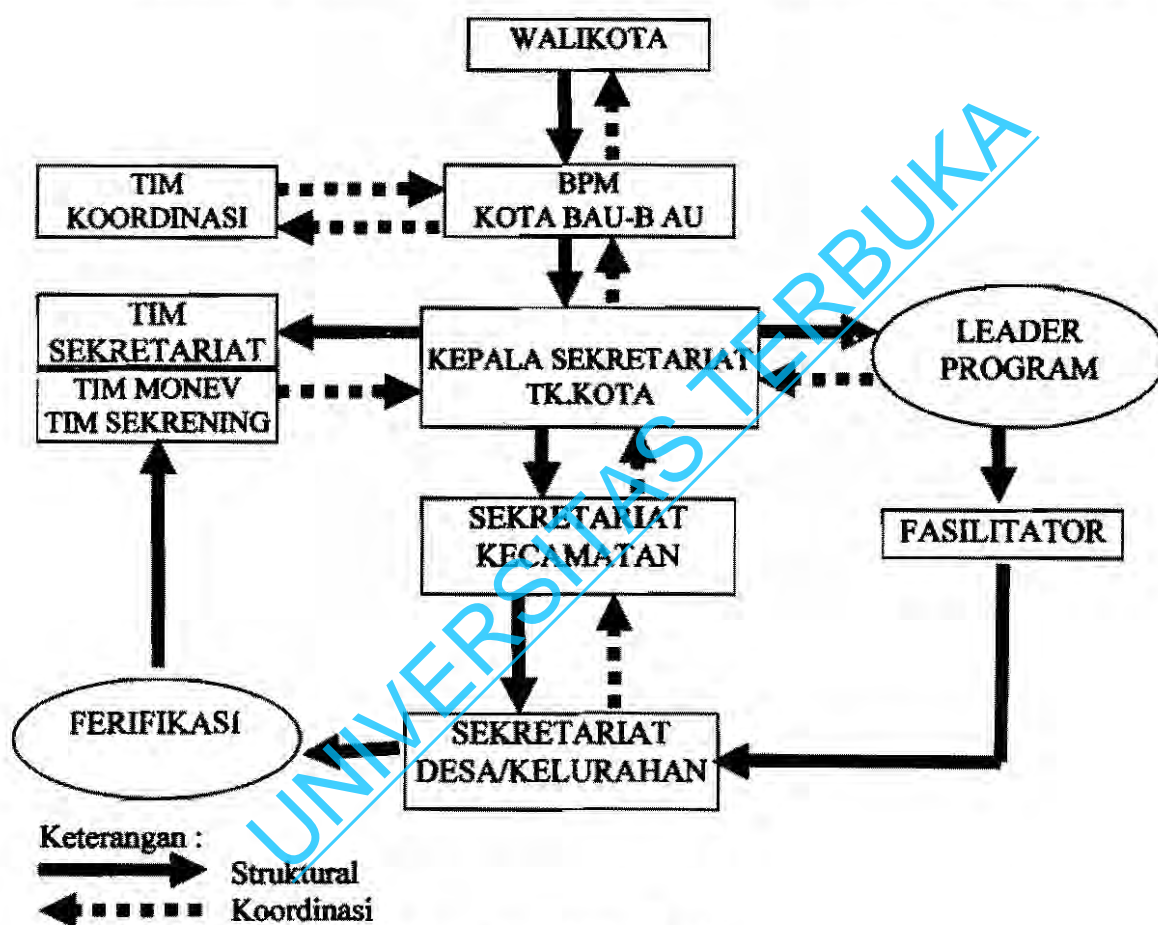 WALIKOTA
TIM
KOORDINASI
BPM
KOTA BAU-B AU
TIM
SEKRETARIAT
TIM MONEV
TIM SEKRENING
KEPALA SEKRETARIAT
TK.KOTA
LEADER
PROGRAM
SEKRETARIAT
KECAMATAN
FASILITATOR
FERIFIKASI
SEKRETARIAT
DESA/KELURAHAN
Keterangan :
Struktural
Koordinasi
UNIVERSITAS TERBUKA